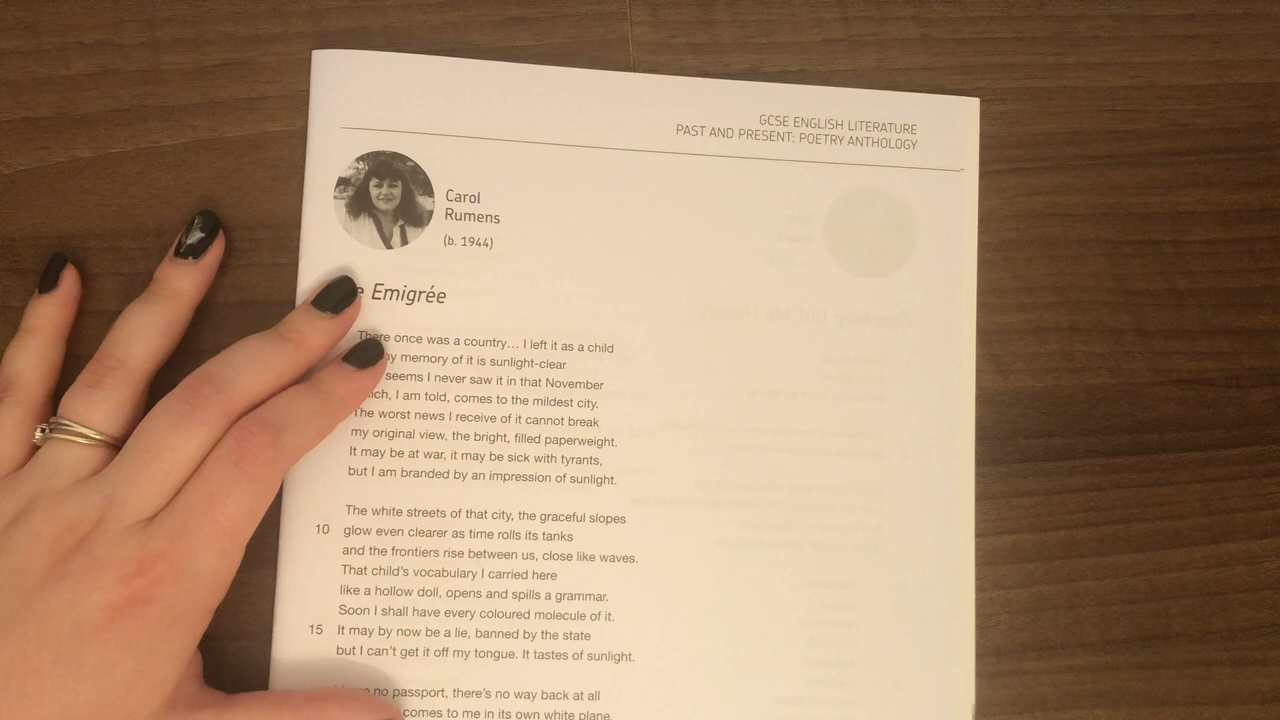 GCSE ENGLISH LITERATURE
PAST AND PRESENT: POETRY ANTHOLOGY
Carol
Rumens
(b. 1944)
Emigrée
There once was a country… I left it as a child
my memory of it is sunlight-clear
seems I never saw it in that November
I am told, comes to the mildest city.
The worst news I receive of it cannot break
my original view, the bright, filled paperweight.
It may be at war, it may be sick with tyrants,
but I am branded by an impression of sunlight.
The white streets of that city, the graceful slopes
10 glow even clearer as time rolls its tanks
and the frontiers rise between us, close like waves.
That child's vocabulary I carried here
like a hollow doll, opens and spills a grammar.
Soon I shall have every coloured molecule of it.
15 It may by now be a lie, banned by the state
but I can't get it off my tongue. It tastes of sunlight.
no passport, there's no way back at all
comes to me in its own white plane.